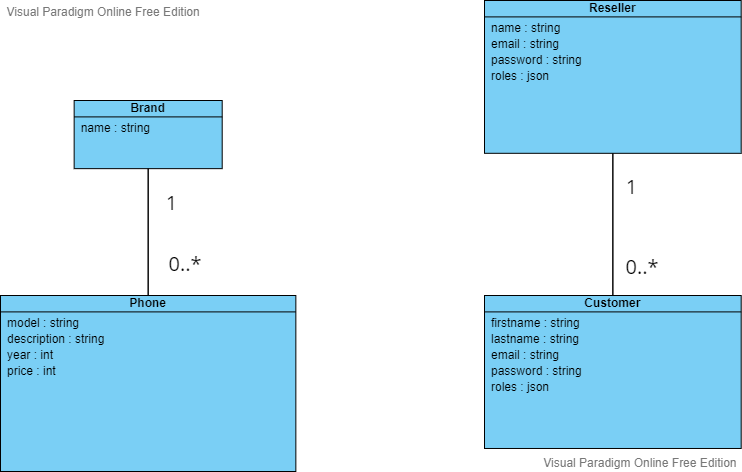 Visual Paradigm Online Free Edition
Brand
name : string
1
0..*
Phone
model : string
description : string
year : int
price : int
Reseller
name : string
email : string
password : string
roles : json
1
0..*
Customer
firstname : string
lastname : string
email : string
password : string
roles : json
Visual Paradigm Online Free Edition